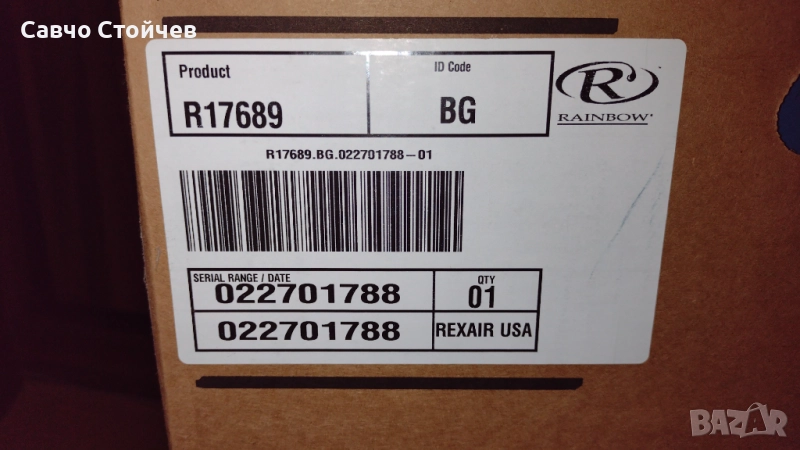 Савчо Стойчев
Product
ID Code
R17689
BG
R
RAINBOW
R17689.BG.022701788-01
SERIAL RANGE / DATE
022701788
QTY
01
022701788
REXAIR USA
BAZAR